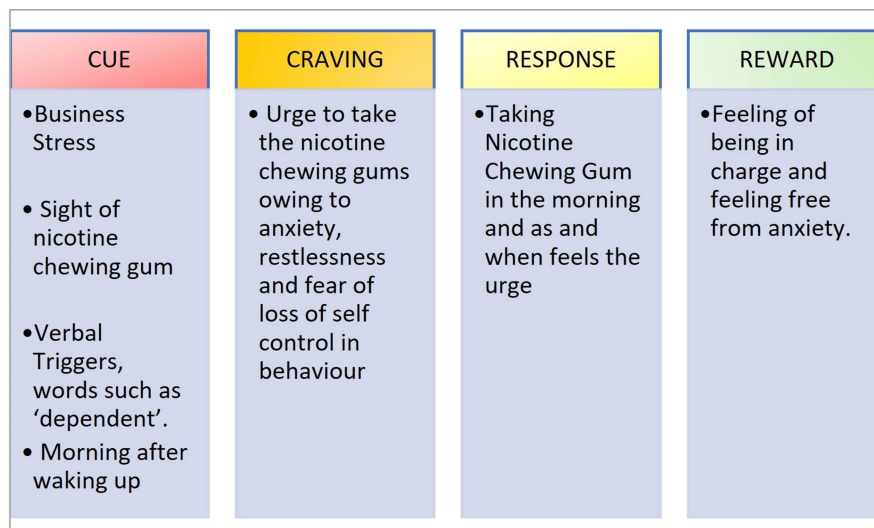 CUE
•Business
Stress
• Sight of
nicotine
chewing gum
•Verbal
Triggers,
words such as
‘dependent’.
• Morning after
waking up
CRAVING
• Urge to take
the nicotine
chewing gums
owing to
anxiety,
restlessness
and fear of
loss of self
control in
behaviour
RESPONSE
•Taking
Nicotine
Chewing Gum
in the morning
and as and
when feels the
urge
REWARD
•Feeling of
being in
charge and
feeling free
from anxiety.